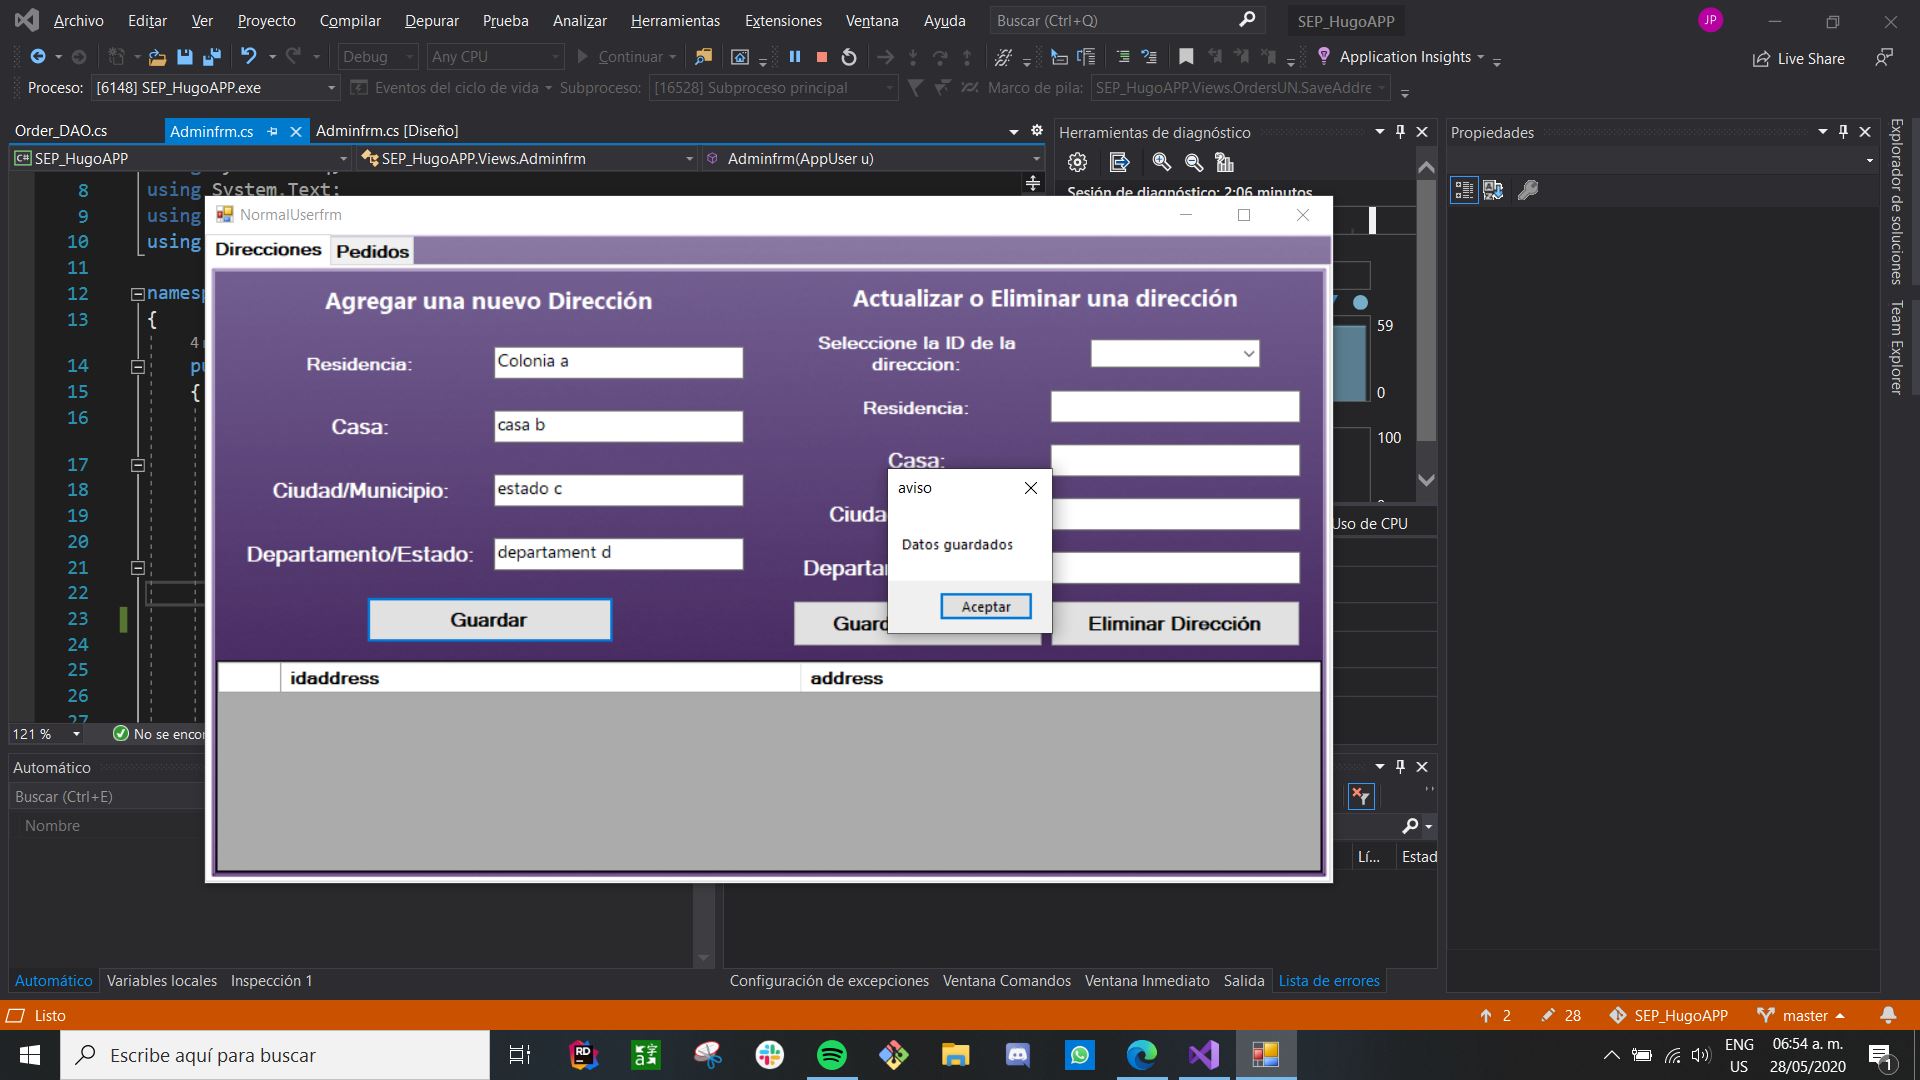 Archivo Editar Ver Proyecto Compilar Depurar Prueba Analizar Herramientas Extensiones Ventana Ayuda Buscar (Ctrl+Q) SEP_HugoAPP JP
Debug Any CPU Continuar Application Insights Live Share
Proceso: [6148] SEP_HugoAPP.exe Eventos del ciclo de vida Subproceso: [16528] Subproceso principal Marco de pila: SEP_HugoAPP.Views.OrdersUN.SaveAddre
Order_DAO.cs Adminfrm.cs Adminfrm.cs [Diseño] Herramientas de diagnóstico Propiedades
C# SEP_HugoAPP SEP_HugoAPP.Views.Adminfrm Adminfrm(AppUser u)
Sesión de diagnóstico: 2:06 minutos
8 using System.Text;
9 using
10 using
11
12 namesp
13 {
4
14 pu
15 {
16
17
18
19
20
21
22
23
24
25
26
27
NormalUserfrm
Direcciones Pedidos
Agregar una nuevo Dirección
Residencia: Colonia a
Casa: casa b
Ciudad/Municipio: estado c
Departamento/Estado: departament d
Guardar
Actualizar o Eliminar una dirección
Seleccione la ID de la
direccion:
Residencia:
Casa:
Ciuda
Departar
Guard Eliminar Dirección
aviso
Datos guardados
Aceptar
idaddress address
59
0
100
Uso de CPU
121 % No se encor
Automático
Buscar (Ctrl+E)
Nombre
Lí... Estad
Automático Variables locales Inspección 1
Configuración de excepciones Ventana Comandos Ventana Inmediato Salida Lista de errores
Explorador de soluciones
Team Explorer
Listo 2 28 SEP_HugoAPP master
Escribe aquí para buscar
RD
ENG
US
06:54 a. m.
28/05/2020
1